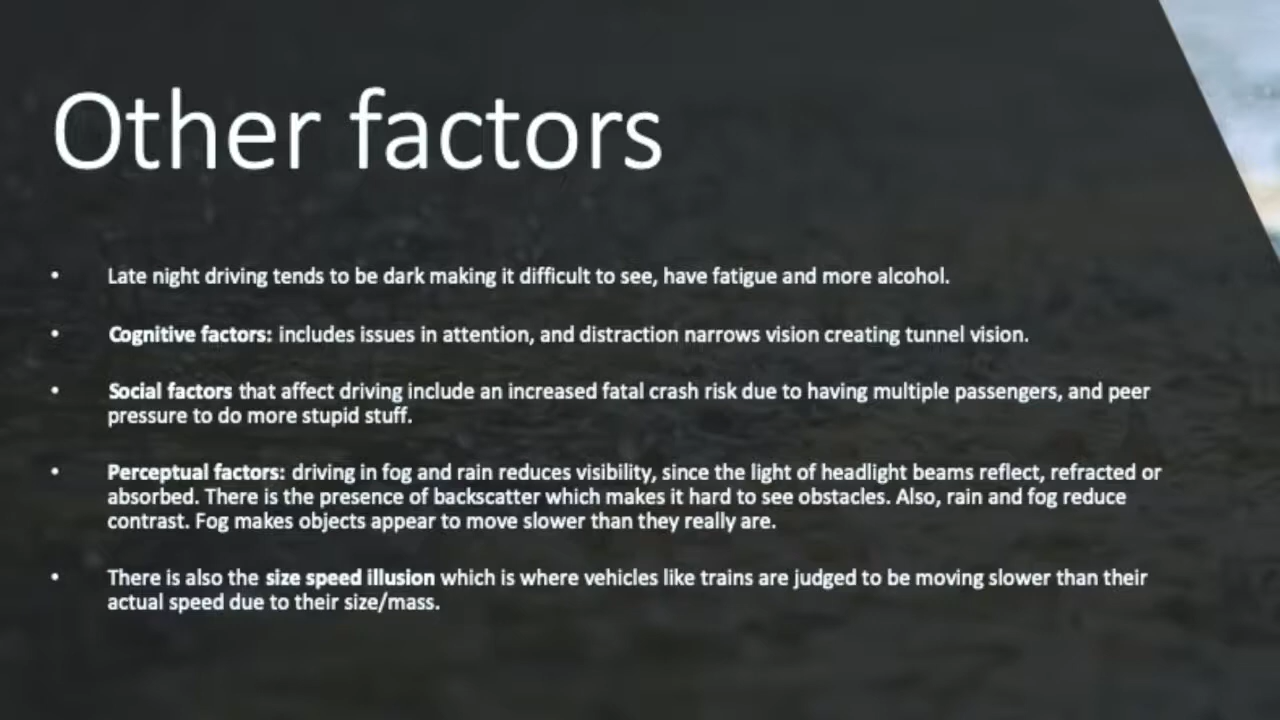 Other factors
• Late night driving tends to be dark making it difficult to see, have fatigue and more alcohol.
• Cognitive factors: includes issues in attention, and distraction narrows vision creating tunnel vision.
• Social factors that affect driving include an increased fatal crash risk due to having multiple passengers, and peer
pressure to do more stupid stuff.
• Perceptual factors: driving in fog and rain reduces visibility, since the light of headlight beams reflect, refracted or
absorbed. There is the presence of backscatter which makes it hard to see obstacles. Also, rain and fog reduce
contrast. Fog makes objects appear to move slower than they really are.
• There is also the size speed illusion which is where vehicles like trains are judged to be moving slower than their
actual speed due to their size/mass.